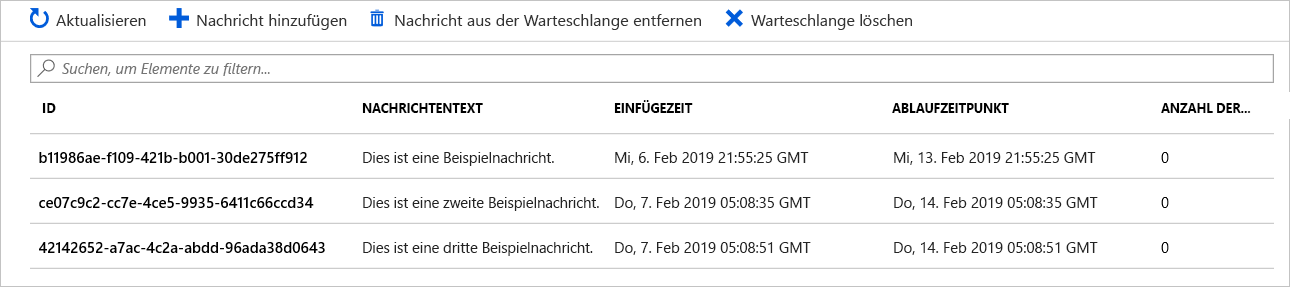 Aktualisieren Nachricht hinzufügen Nachricht aus der Warteschlange entfernen Warteschlange löschen
Suchen, um Elemente zu filtern...
ID NACHRICHTENTEXT EINFÜGEZEIT ABLAUFZEITPUNKT ANZAHL DER...
b11986ae-f109-421b-b001-30de275ff912 Dies ist eine Beispielnachricht. Mi, 6. Feb 2019 21:55:25 GMT Mi, 13. Feb 2019 21:55:25 GMT 0
ce07c9c2-cc7e-4ce5-9935-6411c66ccd34 Dies ist eine zweite Beispielnachricht. Do, 7. Feb 2019 05:08:35 GMT Do, 14. Feb 2019 05:08:35 GMT 0
42142652-a7ac-4c2a-abdd-96ada38d0643 Dies ist eine dritte Beispielnachricht. Do, 7. Feb 2019 05:08:51 GMT Do, 14. Feb 2019 05:08:51 GMT 0